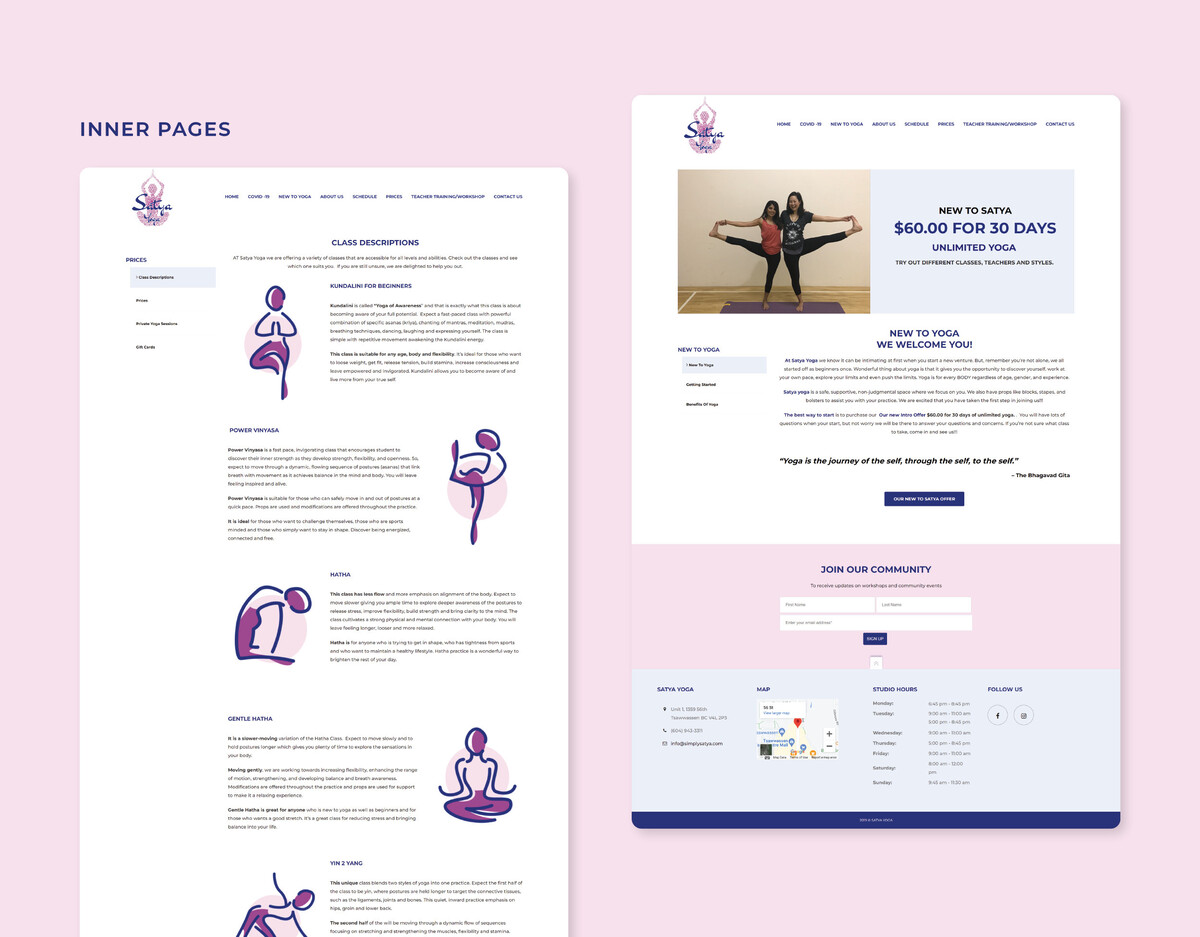 INNER PAGES
Satya
Yoga
HOME COVID -19 NEW TO YOGA ABOUT US SCHEDULE PRICES TEACHER TRAINING/WORKSHOP CONTACT US
PRICES
› Class Descriptions
Prices
Private Yoga Sessions
Gift Cards
CLASS DESCRIPTIONS
AT Satya Yoga we are offering a variety of classes that are accessible for all levels and abilities. Check out the classes and see
which one suits you. If you are still unsure, we are delighted to help you out.
KUNDALINI FOR BEGINNERS
Kundalini is called "Yoga of Awareness" and that is exactly what this class is about
becoming aware of your full potential. Expect a fast-paced class with powerful
combination of specific asanas (kriya), chanting of mantras, meditation, mudras,
breathing techniques, dancing, laughing and expressing yourself. The class is
simple with repetitive movement awakening the Kundalini energy.
This class is suitable for any age, body and flexibility. It's ideal for those who want
to loose weight, get fit, release tension, build stamina, increase consciousness and
leave empowered and invigorated. Kundalini allows you to become aware of and
live more from your true self.
POWER VINYASA
Power Vinyasa is a fast pace, invigorating class that encourages student to
discover their inner strength as they develop strength, flexibility, and openness. So,
expect to move through a dynamic, flowing sequence of postures (asanas) that link
breath with movement as it achieves balance in the mind and body. You will leave
feeling inspired and alive.
Power Vinyasa is suitable for those who can safely move in and out of postures at a
quick pace. Props are used and modifications are offered throughout the practice.
It is ideal for those who want to challenge themselves, those who are sports
minded and those who simply want to stay in shape. Discover being energized,
connected and free.
HATHA
This class has less flow and more emphasis on alignment of the body. Expect to
move slower giving you ample time to explore deeper awareness of the postures to
release stress, improve flexibility, build strength and bring clarity to the mind. The
class cultivates a strong physical and mental connection with your body. You will
leave feeling longer, looser and more relaxed.
Hatha is for anyone who is trying to get in shape, who has tightness from sports
and who want to maintain a healthy lifestyle. Hatha practice is a wonderful way to
brighten the rest of your day.
GENTLE HATHA
It is a slower-moving variation of the Hatha Class. Expect to move slowly and to
hold postures longer which gives you plenty of time to explore the sensations in
your body.
Moving gently, we are working towards increasing flexibility, enhancing the range
of motion, strengthening, and developing balance and breath awareness.
Modifications are offered throughout the practice and props are used for support
to make it a relaxing experience.
Gentle Hatha is great for anyone who is new to yoga as well as beginners and for
those who wants a good stretch. It's a great class for reducing stress and bringing
balance into your life.
YIN 2 YANG
This unique class blends two styles of yoga into one practice. Expect the first half of
the class to be yin, where postures are held longer to target the connective tissues,
such as the ligaments, joints and bones. This quiet, inward practice emphasis on
hips, groin and lower back.
The second half of the will be moving through a dynamic flow of sequences
focusing on stretching and strengthening the muscles, flexibility and stamina.
Satya
Yoga
HOME COVID -19 NEW TO YOGA ABOUT US SCHEDULE PRICES TEACHER TRAINING/WORKSHOP CONTACT US
NEW TO SATYA
$60.00 FOR 30 DAYS
UNLIMITED YOGA
TRY OUT DIFFERENT CLASSES, TEACHERS AND STYLES.
NEW TO YOGA
› New To Yoga
Getting Started
Benefits Of Yoga
NEW TO YOGA
WE WELCOME YOU!
At Satya Yoga we know it can be intimating at first when you start a new venture. But, remember you're not alone, we all
started off as beginners once. Wonderful thing about yoga is that it gives you the opportunity to discover yourself, work at
your own pace, explore your limits and even push the limits. Yoga is for every BODY regardless of age, gender, and experience.
Satya yoga is a safe, supportive, non-judgmental space where we focus on you. We also have props like blocks, stapes, and
bolsters to assist you with your practice. We are excited that you have taken the first step in joining us!!
The best way to start is to purchase our Our new Intro Offer $60.00 for 30 days of unlimited yoga. . You will have lots of
questions when your start, but not worry we will be there to answer your questions and concerns. If you're not sure what class
to take, come in and see us!!
"Yoga is the journey of the self, through the self, to the self."
– The Bhagavad Gita
OUR NEW TO SATYA OFFER
JOIN OUR COMMUNITY
To receive updates on workshops and community events
First Name Last Name
Enter your email address*
SIGN UP
SATYA YOGA
Unit 1, 1359 56th
Tsawwassen BC V4L 2P3
(604) 943-3311
info@simplysatya.com
MAP
56 St
View larger map
STUDIO HOURS
Monday: 6:45 pm - 8:45 pm
Tuesday: 9:00 am - 11:00 am
5:00 pm - 8:45 pm
Wednesday: 9:00 am - 11:00 am
Thursday: 5:00 pm - 8:45 pm
Friday: 9:00 am - 11:00 am
Saturday: 8:00 am - 12:00
pm
Sunday: 9:45 am - 11:30 am
FOLLOW US